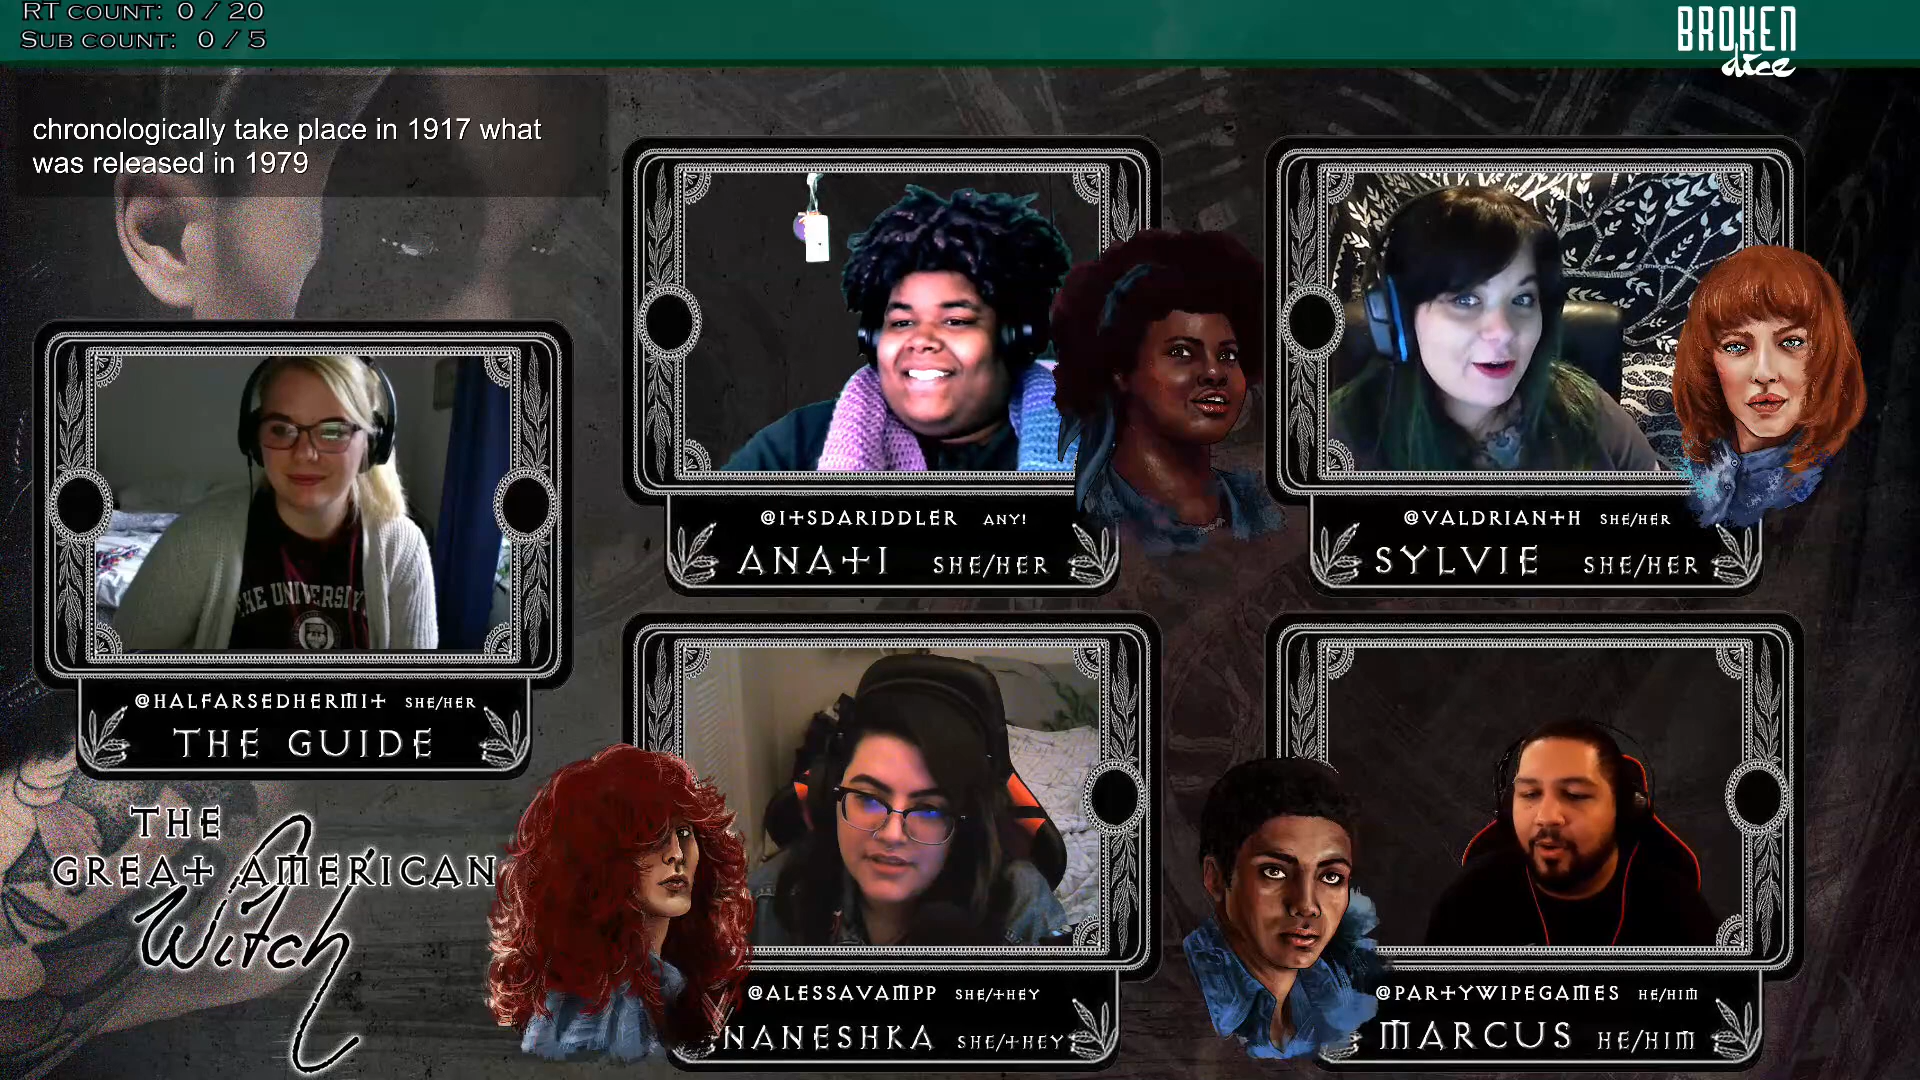 RT COUNT: 0 / 20
SUB COUNT: 0 / 5
BROKEN
dice
chronologically take place in 1917 what
was released in 1979
@ITSDARIDDLER ANY!
ANATI SHE/HER
@VALDRIANTH SHE/HER
SYLVIE SHE/HER
THE UNIVERSITY
@HALFARSEDHERMIT SHE/HER
THE GUIDE
THE
GREAT AMERICAN
Witch
@ALESSAVAMPP SHE/THEY
NANESHKA SHE/THEY
@PARTYWIPEGAMES HE/HIM
MARCUS HE/HIM